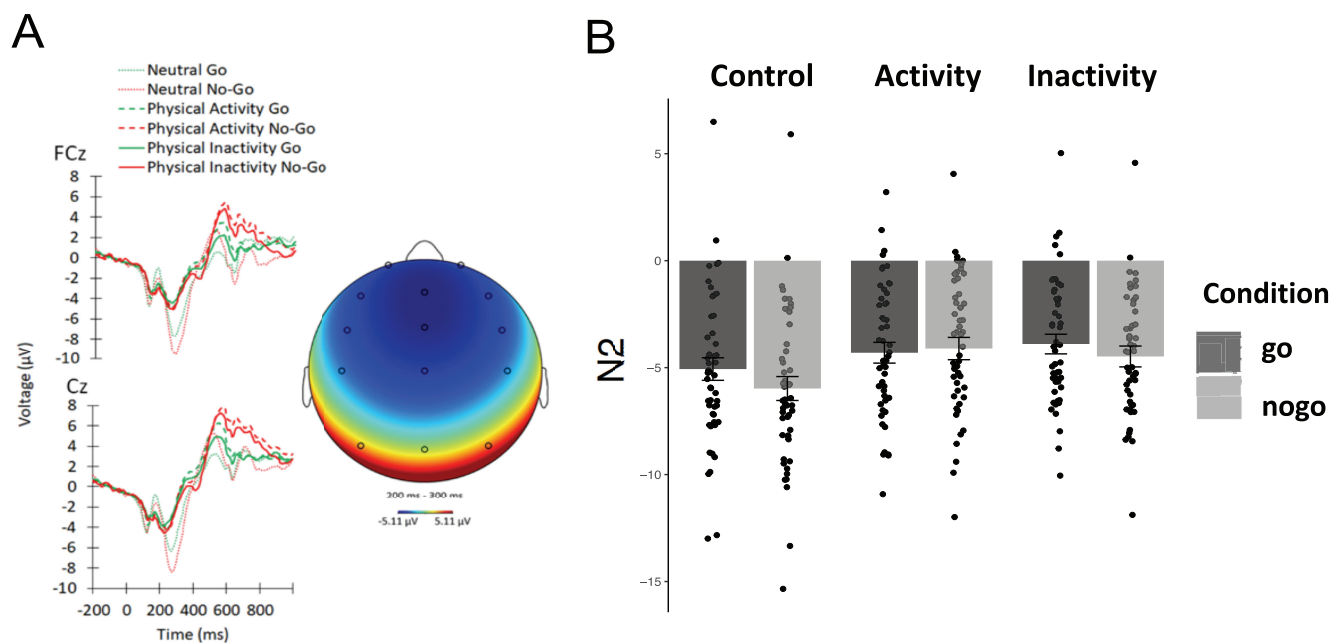 A
Neutral Go
Neutral No-Go
Physical Activity Go
Physical Activity No-Go
Physical Inactivity Go
Physical Inactivity No-Go
FCz
8
6
4
2
0
-2
-4
-6
-8
-10
Cz
8
6
4
2
0
-2
-4
-6
-8
-10
Voltage (µV)
-200 0 200 400 600 800
Time (ms)
200 ms - 300 ms
-5.11 µV 5.11 µV
B
Control Activity Inactivity
N2
5
0
−5
−10
−15
Condition
go
nogo